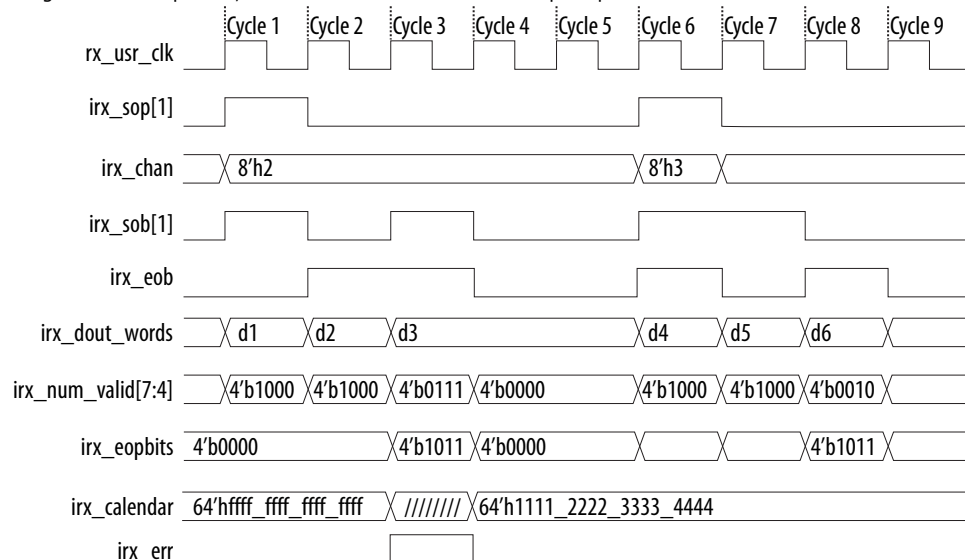 Cycle 1 Cycle 2 Cycle 3 Cycle 4 Cycle 5 Cycle 6 Cycle 7 Cycle 8 Cycle 9
rx_usr_clk
irx_sop[1]
irx_chan 8’h2 8’h3
irx_sob[1]
irx_eob
irx_dout_words d1 d2 d3 d4 d5 d6
irx_num_valid[7:4] 4’b1000 4’b1000 4’b0111 4’b0000 4’b1000 4’b1000 4’b0010
irx_eopbits 4’b0000 4’b1011 4’b0000 4’b1011
irx_calendar 64’hffff_ffff_ffff_ffff //////// 64’h1111_2222_3333_4444
irx_err